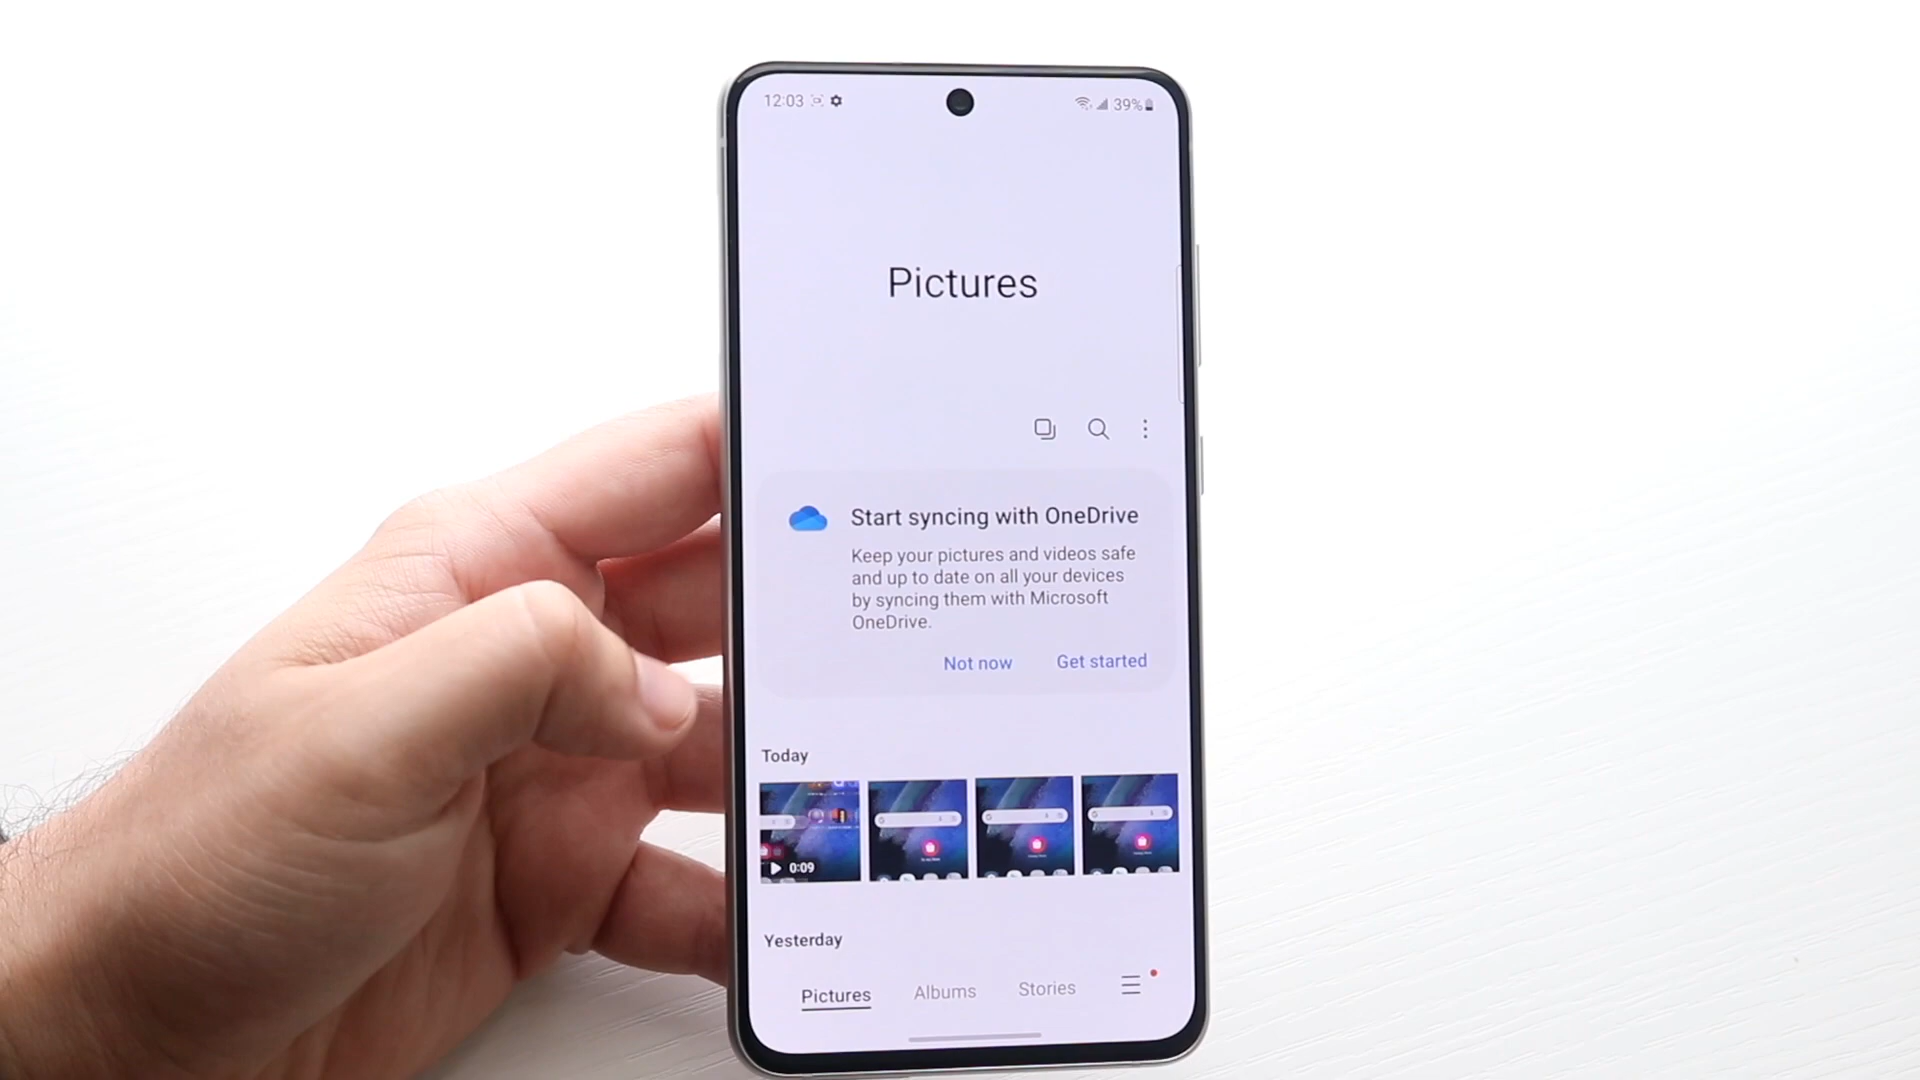 12:03 39%
Pictures
Start syncing with OneDrive
Keep your pictures and videos safe
and up to date on all your devices
by syncing them with Microsoft
OneDrive.
Not now Get started
Today
0:09
Yesterday
Pictures Albums Stories